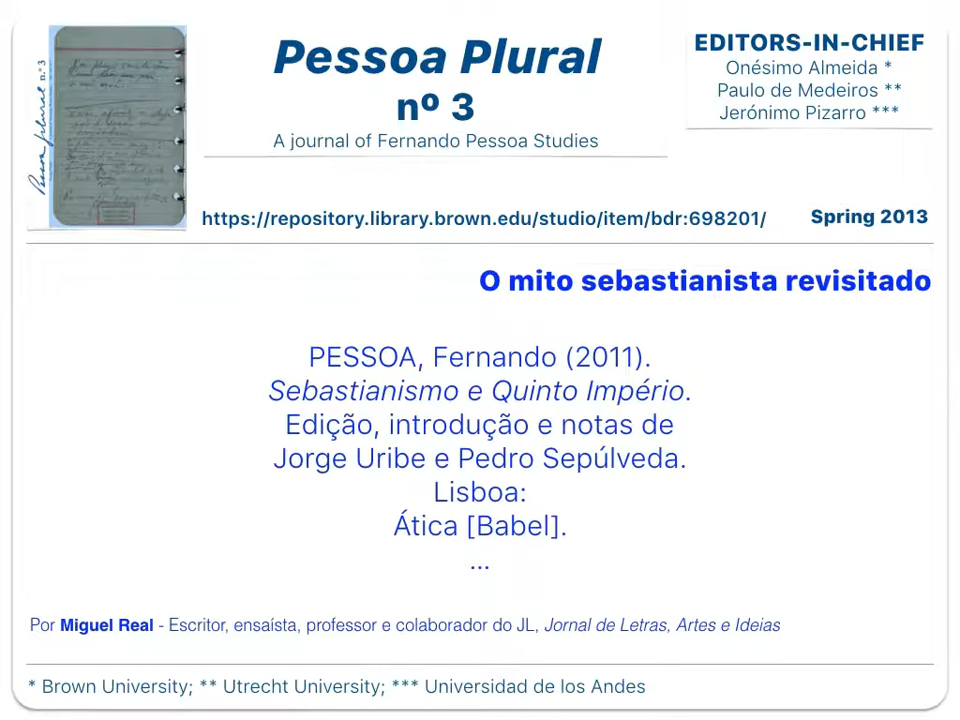 Pessoa plural n.º 3
Pessoa Plural
nº 3
A journal of Fernando Pessoa Studies
EDITORS-IN-CHIEF
Onésimo Almeida *
Paulo de Medeiros **
Jerónimo Pizarro ***
https://repository.library.brown.edu/studio/item/bdr:698201/
Spring 2013
O mito sebastianista revisitado
PESSOA, Fernando (2011).
Sebastianismo e Quinto Império.
Edição, introdução e notas de
Jorge Uribe e Pedro Sepúlveda.
Lisboa:
Ática [Babel].
...
Por Miguel Real - Escritor, ensaísta, professor e colaborador do JL, Jornal de Letras, Artes e Ideias
* Brown University; ** Utrecht University; *** Universidad de los Andes